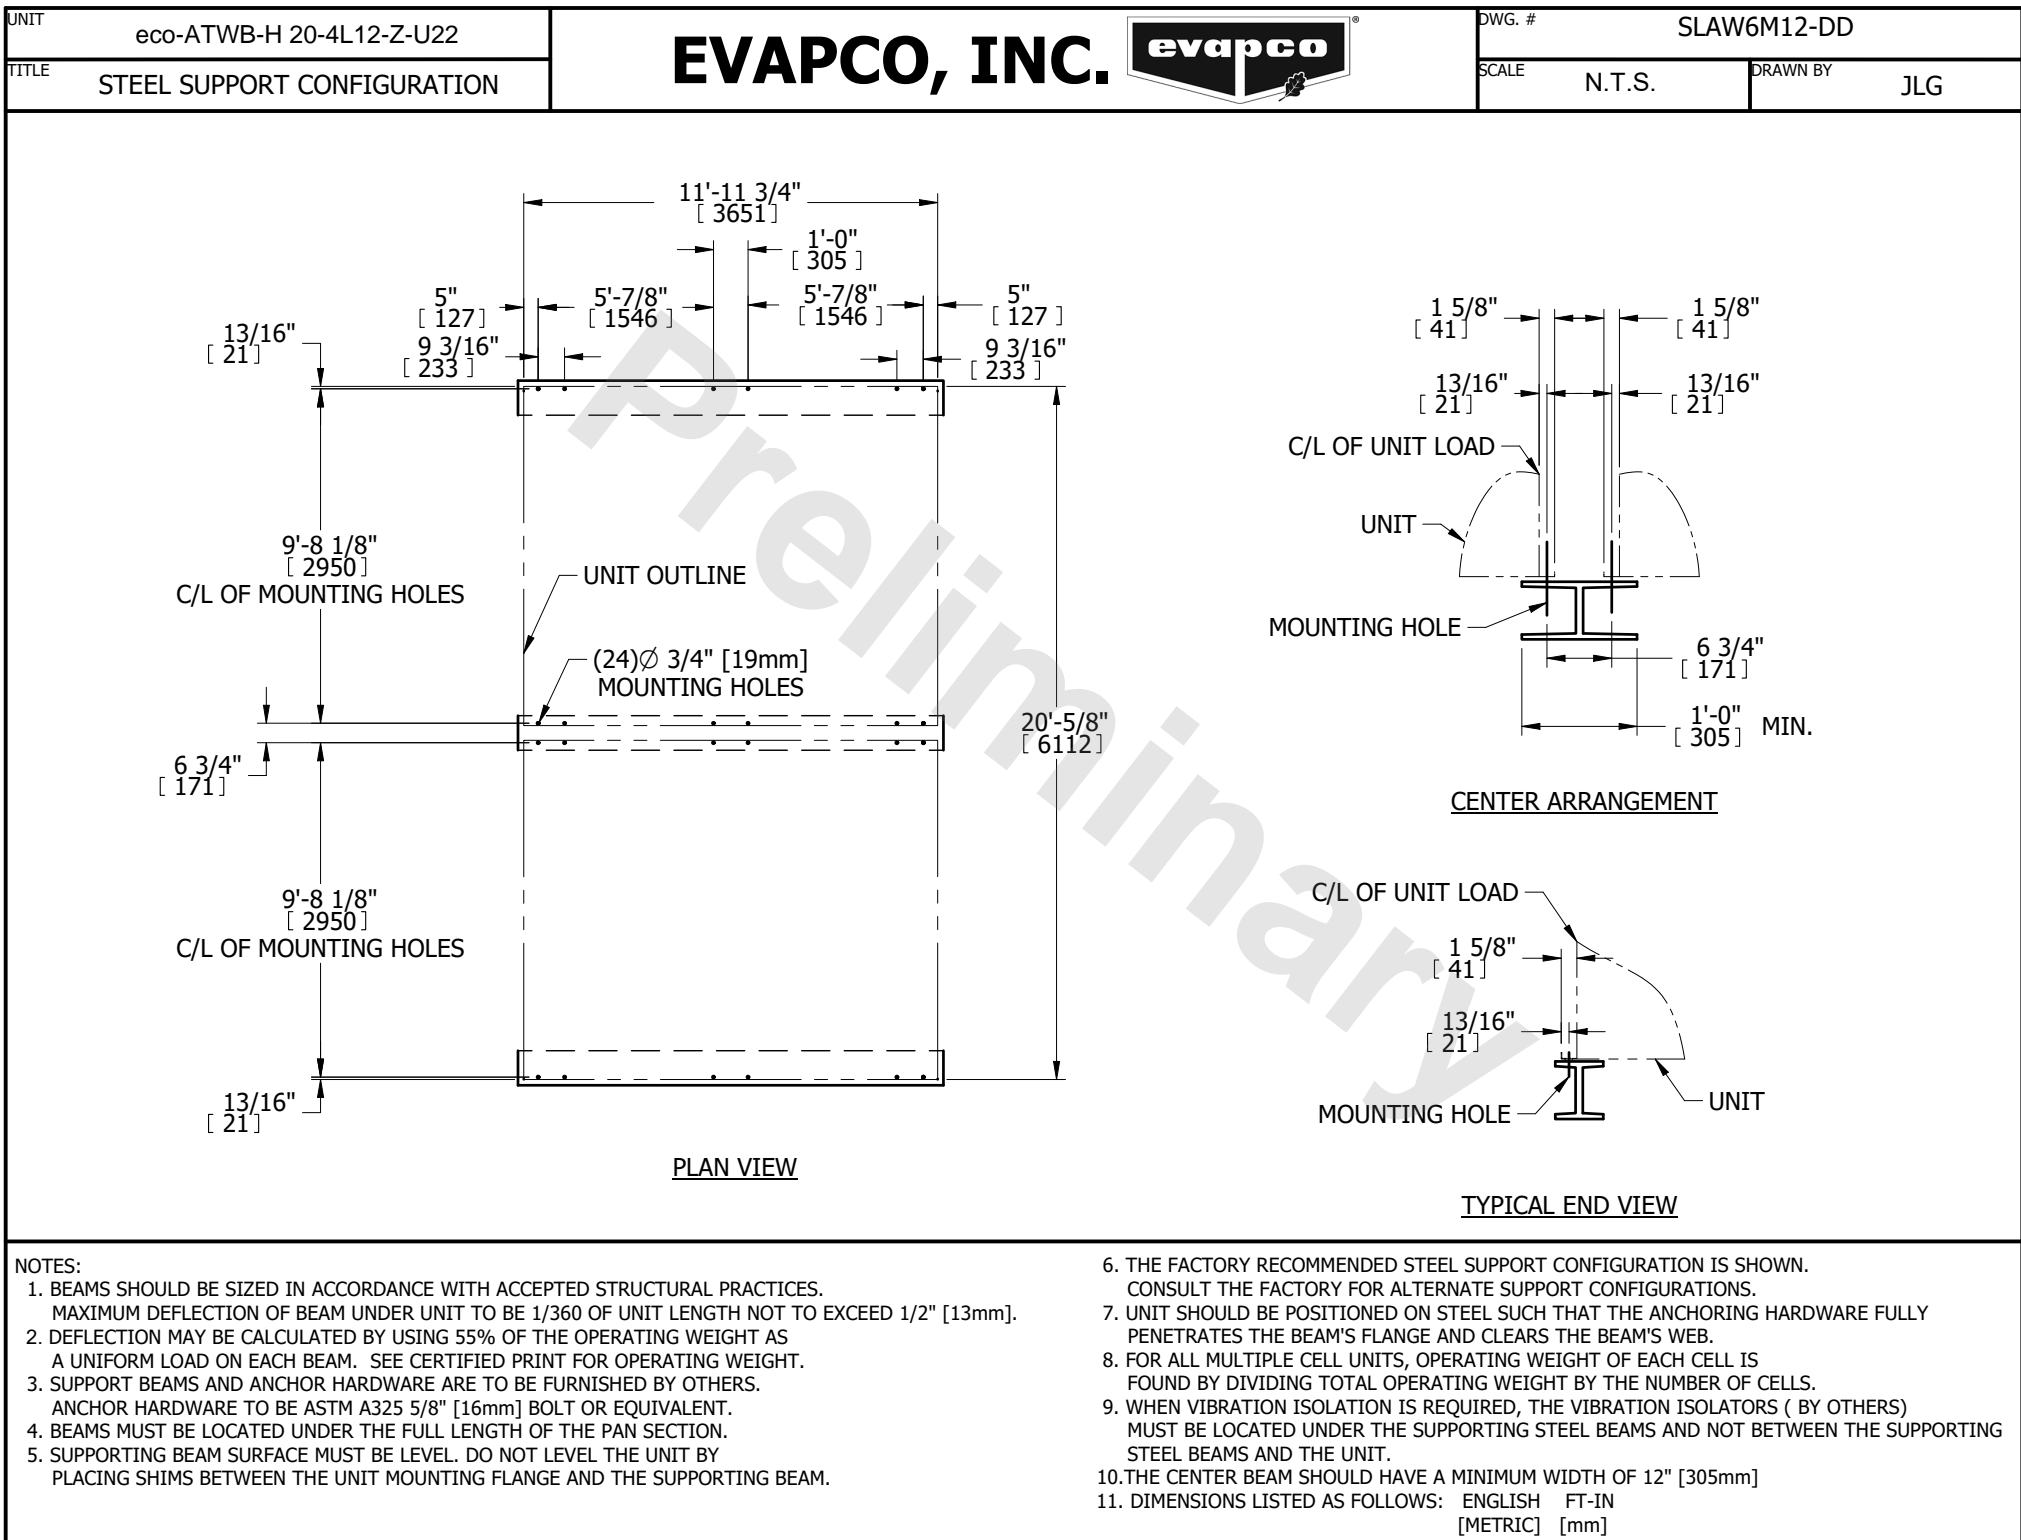 UNIT
eco-ATWB-H 20-4L12-Z-U22
TITLE
STEEL SUPPORT CONFIGURATION
EVAPCO, INC.
evapco
®
DWG. #
SLAW6M12-DD
SCALE
N.T.S.
DRAWN BY
JLG
11'-11 3/4"
[ 3651]
1'-0"
[ 305 ]
5"
[ 127]
5'-7/8"
[ 1546 ]
5'-7/8"
[ 1546 ]
5"
[ 127 ]
13/16"
[ 21]
9 3/16"
[ 233 ]
9 3/16"
[ 233 ]
9'-8 1/8"
[ 2950]
C/L OF MOUNTING HOLES
UNIT OUTLINE
(24)Ø 3/4" [19mm]
MOUNTING HOLES
6 3/4"
[ 171]
20'-5/8"
[ 6112]
9'-8 1/8"
[ 2950]
C/L OF MOUNTING HOLES
13/16"
[ 21]
PLAN VIEW
1 5/8"
[ 41]
1 5/8"
[ 41]
13/16"
[ 21]
13/16"
[ 21]
C/L OF UNIT LOAD
UNIT
MOUNTING HOLE
6 3/4"
[ 171]
1'-0"
[ 305]
MIN.
CENTER ARRANGEMENT
C/L OF UNIT LOAD
1 5/8"
[ 41]
13/16"
[ 21]
MOUNTING HOLE
UNIT
TYPICAL END VIEW
Preliminary
NOTES:
1. BEAMS SHOULD BE SIZED IN ACCORDANCE WITH ACCEPTED STRUCTURAL PRACTICES.
MAXIMUM DEFLECTION OF BEAM UNDER UNIT TO BE 1/360 OF UNIT LENGTH NOT TO EXCEED 1/2" [13mm].
2. DEFLECTION MAY BE CALCULATED BY USING 55% OF THE OPERATING WEIGHT AS
A UNIFORM LOAD ON EACH BEAM. SEE CERTIFIED PRINT FOR OPERATING WEIGHT.
3. SUPPORT BEAMS AND ANCHOR HARDWARE ARE TO BE FURNISHED BY OTHERS.
ANCHOR HARDWARE TO BE ASTM A325 5/8" [16mm] BOLT OR EQUIVALENT.
4. BEAMS MUST BE LOCATED UNDER THE FULL LENGTH OF THE PAN SECTION.
5. SUPPORTING BEAM SURFACE MUST BE LEVEL. DO NOT LEVEL THE UNIT BY
PLACING SHIMS BETWEEN THE UNIT MOUNTING FLANGE AND THE SUPPORTING BEAM.
6. THE FACTORY RECOMMENDED STEEL SUPPORT CONFIGURATION IS SHOWN.
CONSULT THE FACTORY FOR ALTERNATE SUPPORT CONFIGURATIONS.
7. UNIT SHOULD BE POSITIONED ON STEEL SUCH THAT THE ANCHORING HARDWARE FULLY
PENETRATES THE BEAM'S FLANGE AND CLEARS THE BEAM'S WEB.
8. FOR ALL MULTIPLE CELL UNITS, OPERATING WEIGHT OF EACH CELL IS
FOUND BY DIVIDING TOTAL OPERATING WEIGHT BY THE NUMBER OF CELLS.
9. WHEN VIBRATION ISOLATION IS REQUIRED, THE VIBRATION ISOLATORS ( BY OTHERS)
MUST BE LOCATED UNDER THE SUPPORTING STEEL BEAMS AND NOT BETWEEN THE SUPPORTING
STEEL BEAMS AND THE UNIT.
10.THE CENTER BEAM SHOULD HAVE A MINIMUM WIDTH OF 12" [305mm]
11. DIMENSIONS LISTED AS FOLLOWS: ENGLISH FT-IN
[METRIC] [mm]